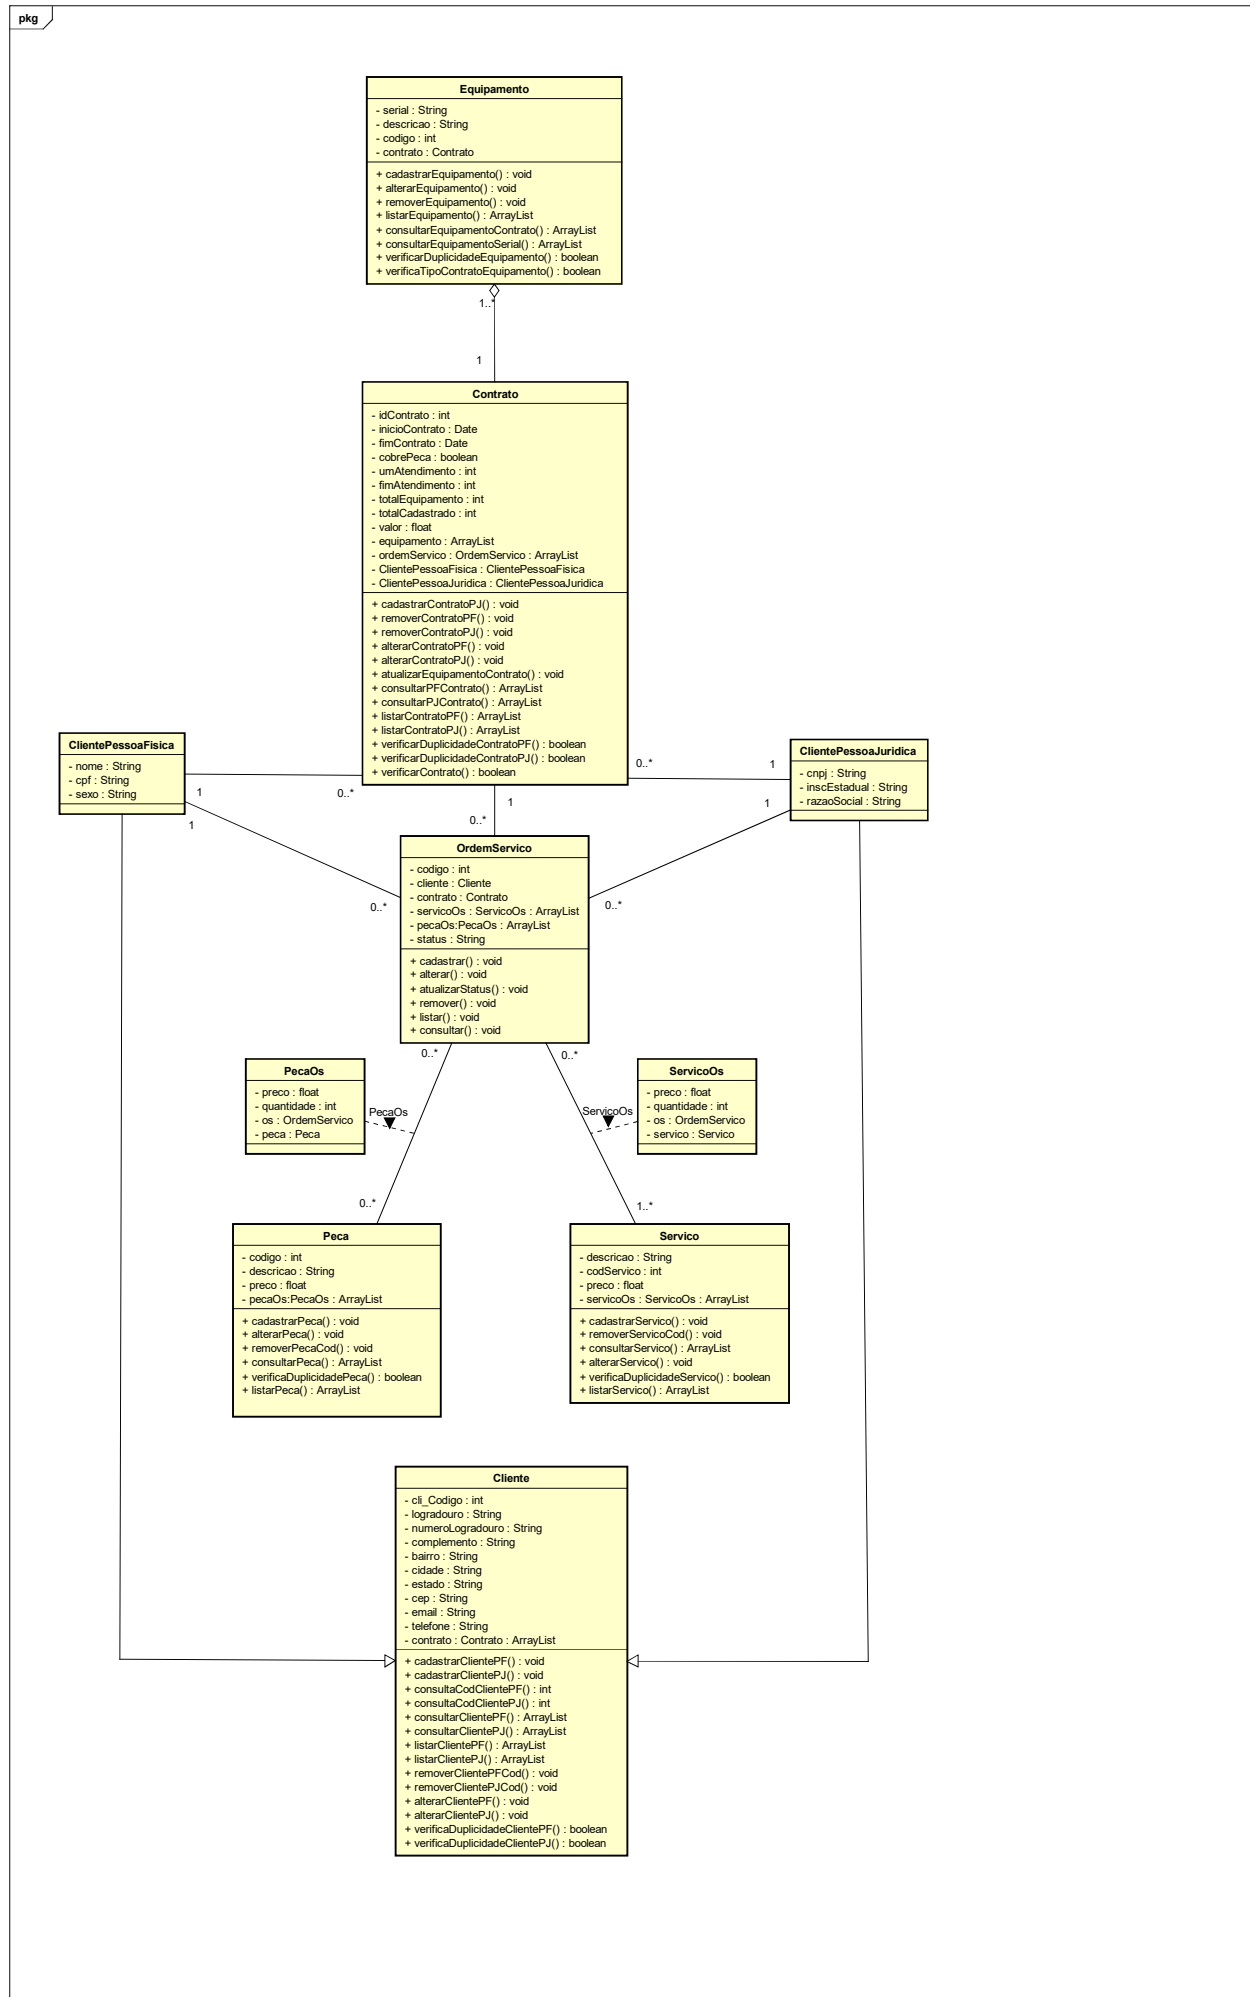 pkg
Equipamento
- serial : String
- descricao : String
- codigo : int
- contrato : Contrato
+ cadastrarEquipamento() : void
+ alterarEquipamento() : void
+ removerEquipamento() : void
+ listarEquipamento() : ArrayList
+ consultarEquipamentoContrato() : ArrayList
+ consultarEquipamentoSerial() : ArrayList
+ verificarDuplicidadeEquipamento() : boolean
+ verificaTipoContratoEquipamento() : boolean
1..*
1
Contrato
- idContrato : int
- inicioContrato : Date
- fimContrato : Date
- cobrePeca : boolean
- umAtendimento : int
- fimAtendimento : int
- totalEquipamento : int
- totalCadastrado : int
- valor : float
- equipamento : ArrayList
- ordemServico : OrdemServico : ArrayList
- ClientePessoaFisica : ClientePessoaFisica
- ClientePessoaJuridica : ClientePessoaJuridica
+ cadastrarContratoPJ() : void
+ removerContratoPF() : void
+ removerContratoPJ() : void
+ alterarContratoPF() : void
+ alterarContratoPJ() : void
+ atualizarEquipamentoContrato() : void
+ consultarPFContrato() : ArrayList
+ consultarPJContrato() : ArrayList
+ listarContratoPF() : ArrayList
+ listarContratoPJ() : ArrayList
+ verificarDuplicidadeContratoPF() : boolean
+ verificarDuplicidadeContratoPJ() : boolean
+ verificarContrato() : boolean
ClientePessoaFisica
- nome : String
- cpf : String
- sexo : String
ClientePessoaJuridica
- cnpj : String
- inscEstadual : String
- razaoSocial : String
0..*
1
1
0..*
1
1
0..*
1
OrdemServico
- codigo : int
- cliente : Cliente
- contrato : Contrato
- servicoOs : ServicoOs : ArrayList
- pecaOs:PecaOs : ArrayList
- status : String
+ cadastrar() : void
+ alterar() : void
+ atualizarStatus() : void
+ remover() : void
+ listar() : void
+ consultar() : void
0..*
0..*
0..*
0..*
PecaOs
- preco : float
- quantidade : int
- os : OrdemServico
- peca : Peca
PecaOs
ServicoOs
ServicoOs
- preco : float
- quantidade : int
- os : OrdemServico
- servico : Servico
0..*
1..*
Peca
- codigo : int
- descricao : String
- preco : float
- pecaOs:PecaOs : ArrayList
+ cadastrarPeca() : void
+ alterarPeca() : void
+ removerPecaCod() : void
+ consultarPeca() : ArrayList
+ verificaDuplicidadePeca() : boolean
+ listarPeca() : ArrayList
Servico
- descricao : String
- codServico : int
- preco : float
- servicoOs : ServicoOs : ArrayList
+ cadastrarServico() : void
+ removerServicoCod() : void
+ consultarServico() : ArrayList
+ alterarServico() : void
+ verificaDuplicidadeServico() : boolean
+ listarServico() : ArrayList
Cliente
- cli_Codigo : int
- logradouro : String
- numeroLogradouro : String
- complemento : String
- bairro : String
- cidade : String
- estado : String
- cep : String
- email : String
- telefone : String
- contrato : Contrato : ArrayList
+ cadastrarClientePF() : void
+ cadastrarClientePJ() : void
+ consultaCodClientePF() : int
+ consultaCodClientePJ() : int
+ consultarClientePF() : ArrayList
+ consultarClientePJ() : ArrayList
+ listarClientePF() : ArrayList
+ listarClientePJ() : ArrayList
+ removerClientePFCod() : void
+ removerClientePJCod() : void
+ alterarClientePF() : void
+ alterarClientePJ() : void
+ verificaDuplicidadeClientePF() : boolean
+ verificaDuplicidadeClientePJ() : boolean